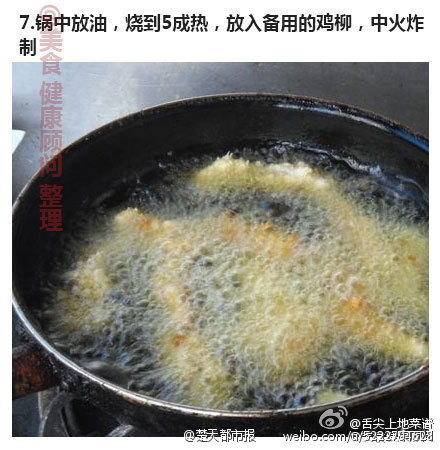 7.锅中放油，烧到5成热，放入备用的鸡柳，中火炸
制
@美食 健康顾问 整理
@舌尖上地菜谱
@楚天都市报